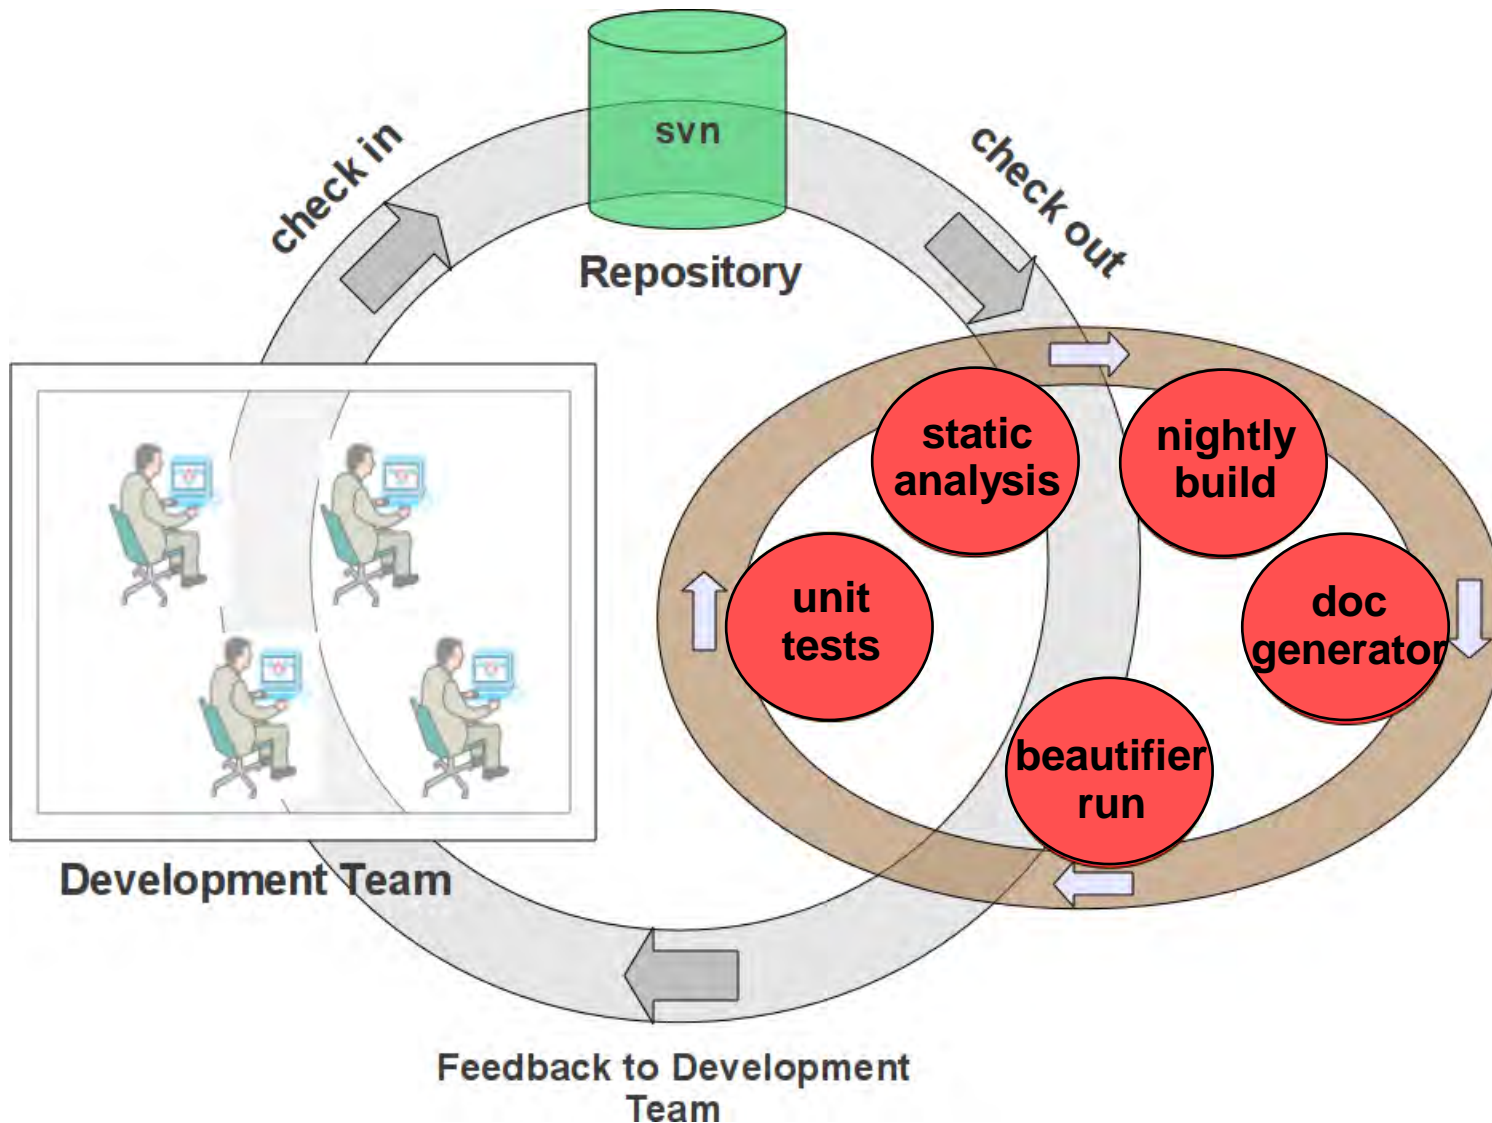 svn
check in
check out
Repository
static
analysis
nightly
build
unit
tests
doc
generator
beautifier
run
Development Team
Feedback to Development
Team